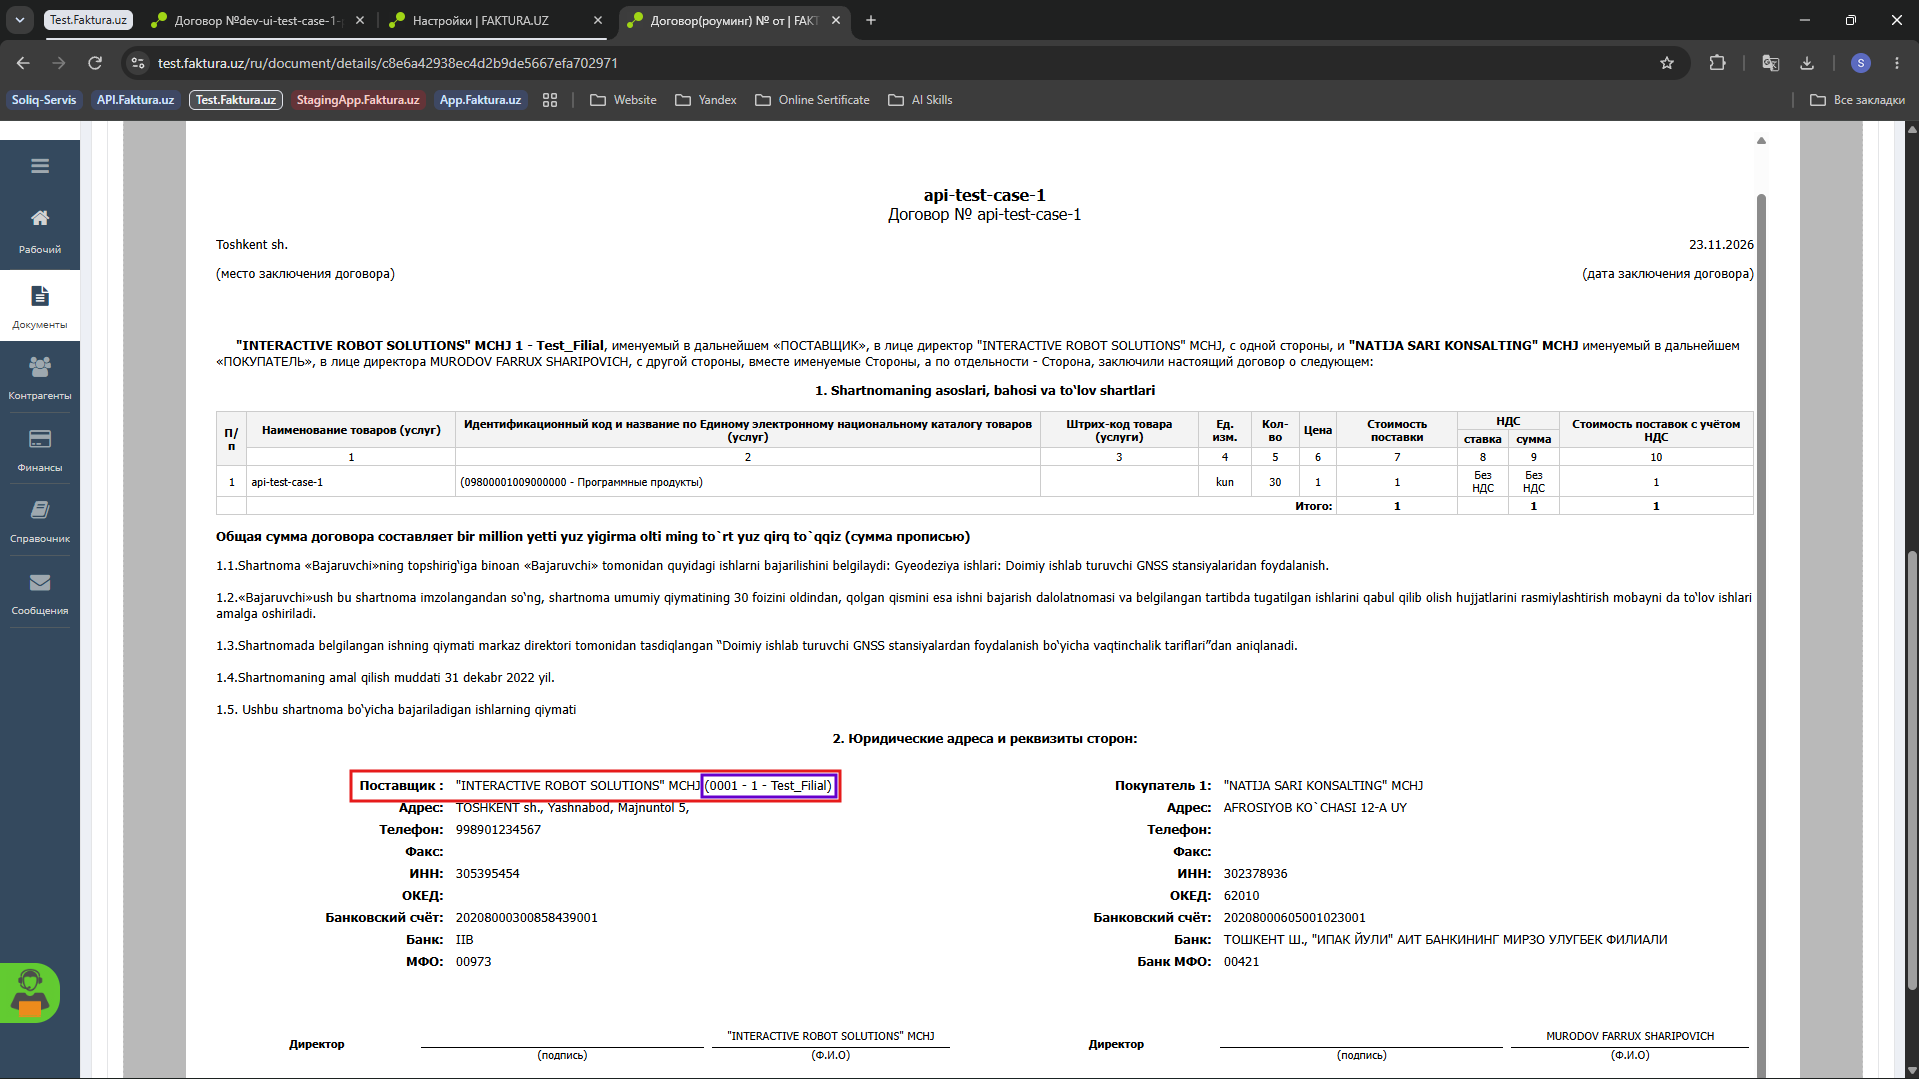 Test.Faktura.uz
Договор №dev-ui-test-case-1-
Настройки | FAKTURA.UZ
Договор(роуминг) № от | FAKT
test.faktura.uz/ru/document/details/c8e6a42938ec4d2b9de5667efa702971
S
Soliq-Servis
API.Faktura.uz
Test.Faktura.uz
StagingApp.Faktura.uz
App.Faktura.uz
Website
Yandex
Online Sertificate
AI Skills
Все закладки
Рабочий
Документы
Контрагенты
Финансы
Справочник
Сообщения
api-test-case-1
Договор № api-test-case-1
Toshkent sh.
23.11.2026
(место заключения договора)
(дата заключения договора)
"INTERACTIVE ROBOT SOLUTIONS" MCHJ 1 - Test_Filial, именуемый в дальнейшем «ПОСТАВЩИК», в лице директор "INTERACTIVE ROBOT SOLUTIONS" MCHJ, с одной стороны, и "NATIJA SARI KONSALTING" MCHJ именуемый в дальнейшем
«ПОКУПАТЕЛЬ», в лице директора MURODOV FARRUX SHARIPOVICH, с другой стороны, вместе именуемые Стороны, а по отдельности - Сторона, заключили настоящий договор о следующем:
1. Shartnomaning asoslari, bahosi va to‘lov shartlari
П/п Наименование товаров (услуг) Идентификационный код и название по Единому электронному национальному каталогу товаров (услуг) Штрих-код товара (услуги) Ед. изм. Кол-во Цена Стоимость поставки НДС Стоимость поставок с учётом НДС
ставка сумма
1 2 3 4 5 6 7 8 9 10
1 api-test-case-1 (09800001009000000 - Программные продукты) kun 30 1 1 Без НДС Без НДС 1
Итого: 1 1 1
Общая сумма договора составляет bir million yetti yuz yigirma olti ming to`rt yuz qirq to`qqiz (сумма прописью)
1.1.Shartnoma «Bajaruvchi»ning topshirig‘iga binoan «Bajaruvchi» tomonidan quyidagi ishlarni bajarilishini belgilaydi: Gyeodeziya ishlari: Doimiy ishlab turuvchi GNSS stansiyalaridan foydalanish.
1.2.«Bajaruvchi»ush bu shartnoma imzolangandan so‘ng, shartnoma umumiy qiymatining 30 foizini oldindan, qolgan qismini esa ishni bajarish dalolatnomasi va belgilangan tartibda tugatilgan ishlarini qabul qilib olish hujjatlarini rasmiylashtirish mobayni da to‘lov ishlari
amalga oshiriladi.
1.3.Shartnomada belgilangan ishning qiymati markaz direktori tomonidan tasdiqlangan “Doimiy ishlab turuvchi GNSS stansiyalardan foydalanish bo‘yicha vaqtinchalik tariflari”dan aniqlanadi.
1.4.Shartnomaning amal qilish muddati 31 dekabr 2022 yil.
1.5. Ushbu shartnoma bo‘yicha bajariladigan ishlarning qiymati
2. Юридические адреса и реквизиты сторон:
Поставщик : "INTERACTIVE ROBOT SOLUTIONS" MCHJ (0001 - 1 - Test_Filial)
Адрес: TOSHKENT sh., Yashnabod, Majnuntol 5,
Телефон: 998901234567
Факс:
ИНН: 305395454
ОКЕД:
Банковский счёт: 20208000300858439001
Банк: IIB
МФО: 00973
Покупатель 1: "NATIJA SARI KONSALTING" MCHJ
Адрес: AFROSIYOB KO`CHASI 12-A UY
Телефон:
Факс:
ИНН: 302378936
ОКЕД: 62010
Банковский счёт: 20208000605001023001
Банк: ТОШКЕНТ Ш., "ИПАК ЙУЛИ" АИТ БАНКИНИНГ МИРЗО УЛУГБЕК ФИЛИАЛИ
Банк МФО: 00421
Директор "INTERACTIVE ROBOT SOLUTIONS" MCHJ
(подпись) (Ф.И.О)
Директор MURODOV FARRUX SHARIPOVICH
(подпись) (Ф.И.О)